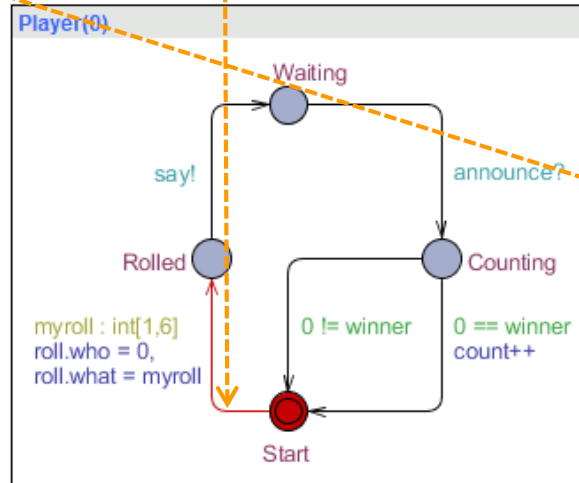 Player(0)
Waiting
say!
announce?
Rolled
Counting
myroll : int[1,6]
roll.who = 0,
roll.what = myroll
0 != winner
0 == winner
count++
Start